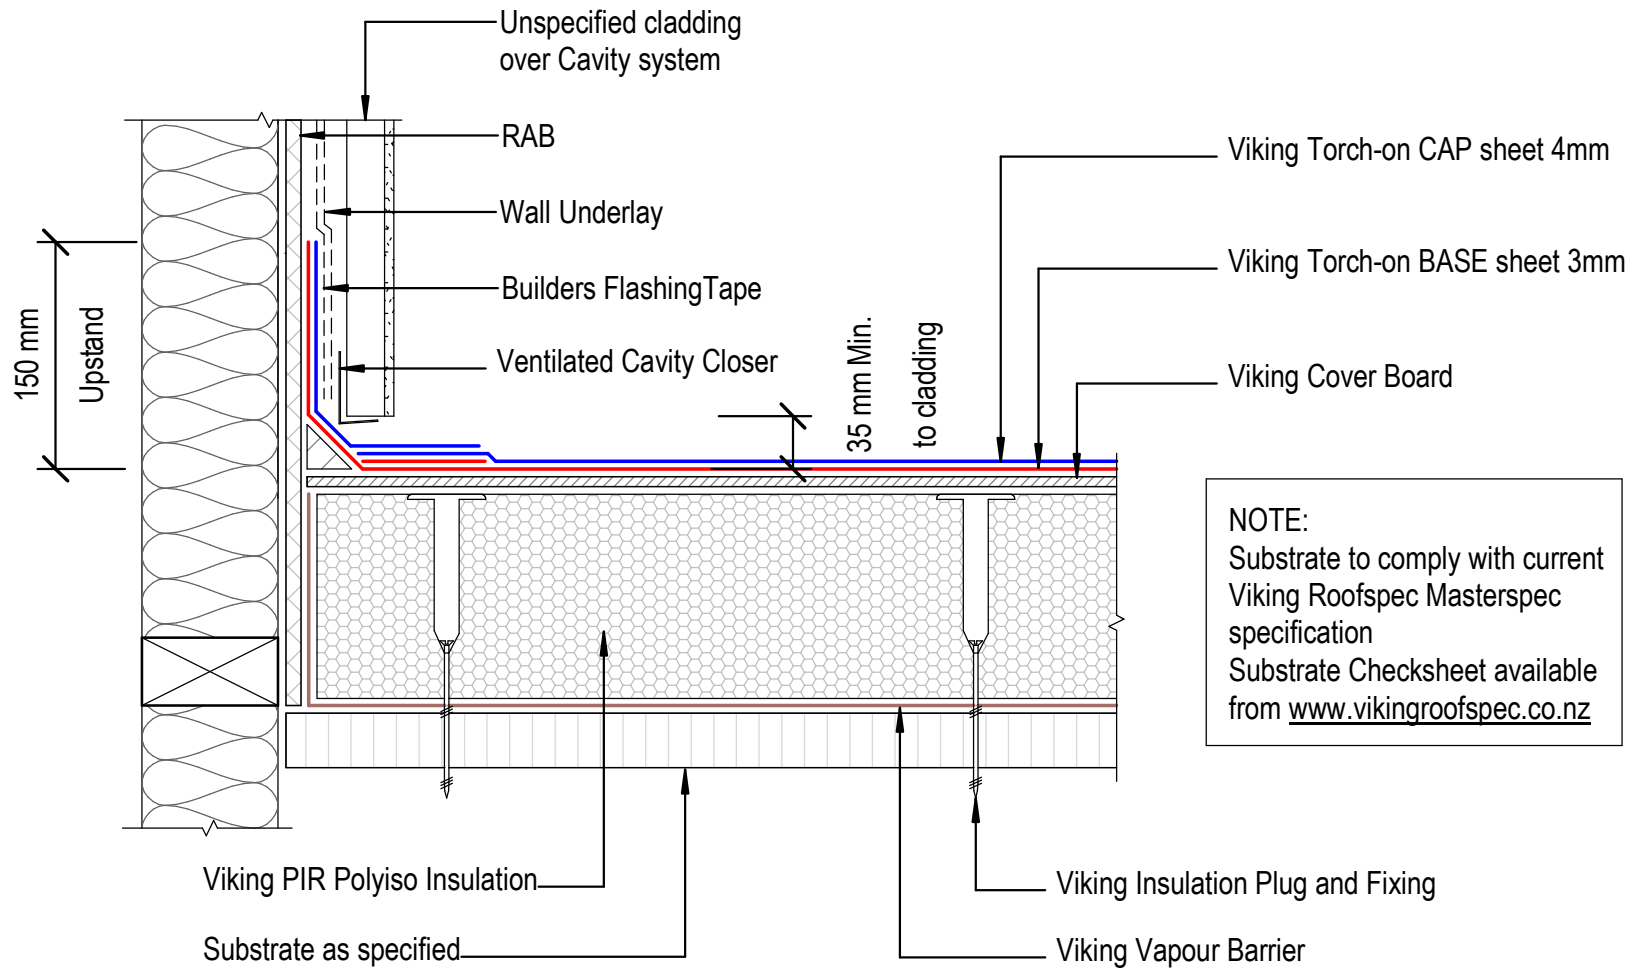 Unspecified cladding
over Cavity system
RAB
Wall Underlay
Builders FlashingTape
Ventilated Cavity Closer
150 mm
Upstand
35 mm Min.
to cladding
Viking Torch-on CAP sheet 4mm
Viking Torch-on BASE sheet 3mm
Viking Cover Board
NOTE:
Substrate to comply with current
Viking Roofspec Masterspec
specification
Substrate Checksheet available
from www.vikingroofspec.co.nz
Viking PIR Polyiso Insulation
Substrate as specified
Viking Insulation Plug and Fixing
Viking Vapour Barrier